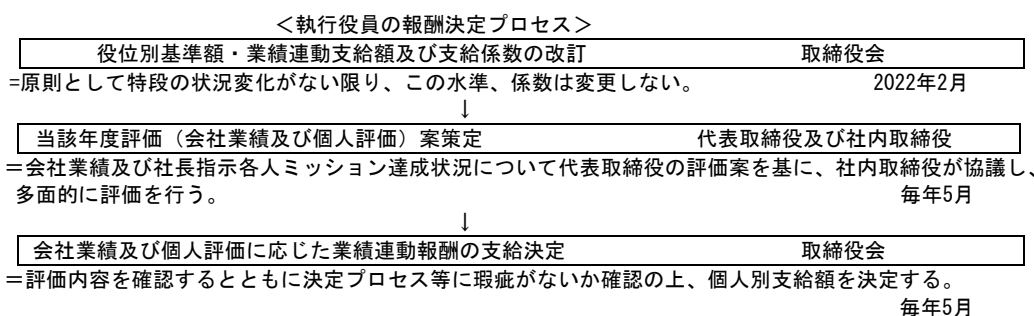 <執行役員の報酬決定プロセス>
役位別基準額・業績連動支給額及び支給係数の改訂 取締役会
=原則として特段の状況変化がない限り、この水準、係数は変更しない。 2022年2月
↓
当該年度評価（会社業績及び個人評価）案策定 代表取締役及び社内取締役
＝会社業績及び社長指示各人ミッション達成状況について代表取締役の評価案を基に、社内取締役が協議し、
多面的に評価を行う。 毎年5月
↓
会社業績及び個人評価に応じた業績連動報酬の支給決定 取締役会
＝評価内容を確認するとともに決定プロセス等に瑕疵がないか確認の上、個人別支給額を決定する。
毎年5月